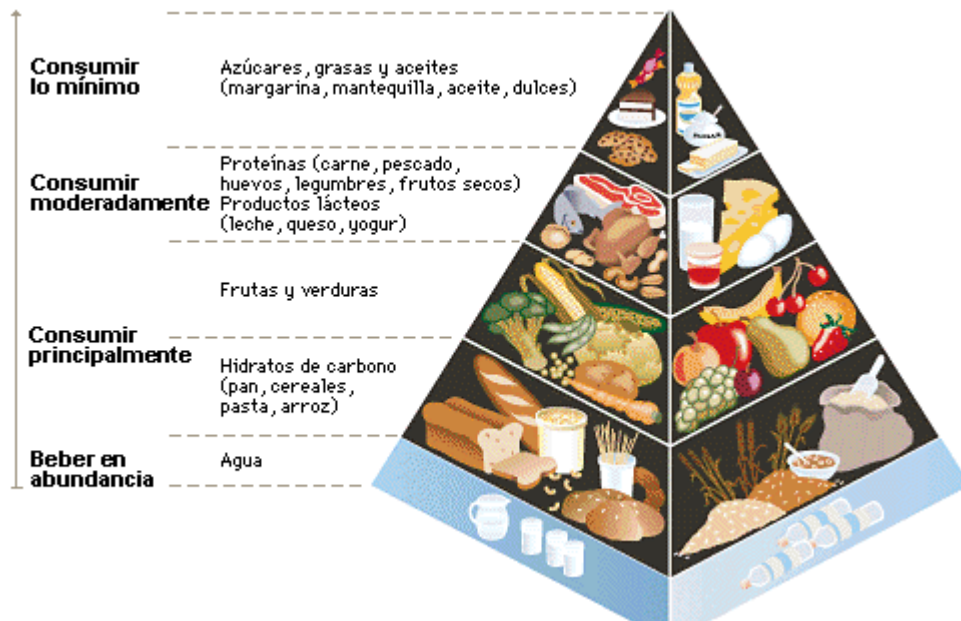 Consumir
lo mínimo
Azúcares, grasas y aceites
(margarina, mantequilla, aceite, dulces)
Consumir
moderadamente
Proteínas (carne, pescado,
huevos, legumbres, frutos secos)
Productos lácteos
(leche, queso, yogur)
Frutas y verduras
Consumir
principalmente
Hidratos de carbono
(pan, cereales,
pasta, arroz)
Beber en
abundancia
Agua